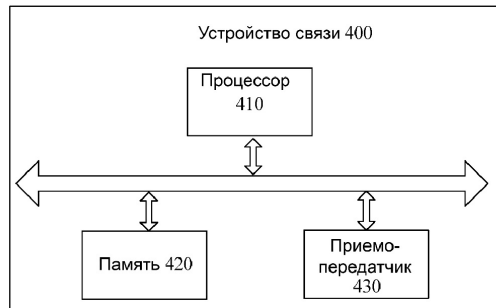 Устройство связи 400
Процессор
410
Память 420
Приемо-
передатчик
430